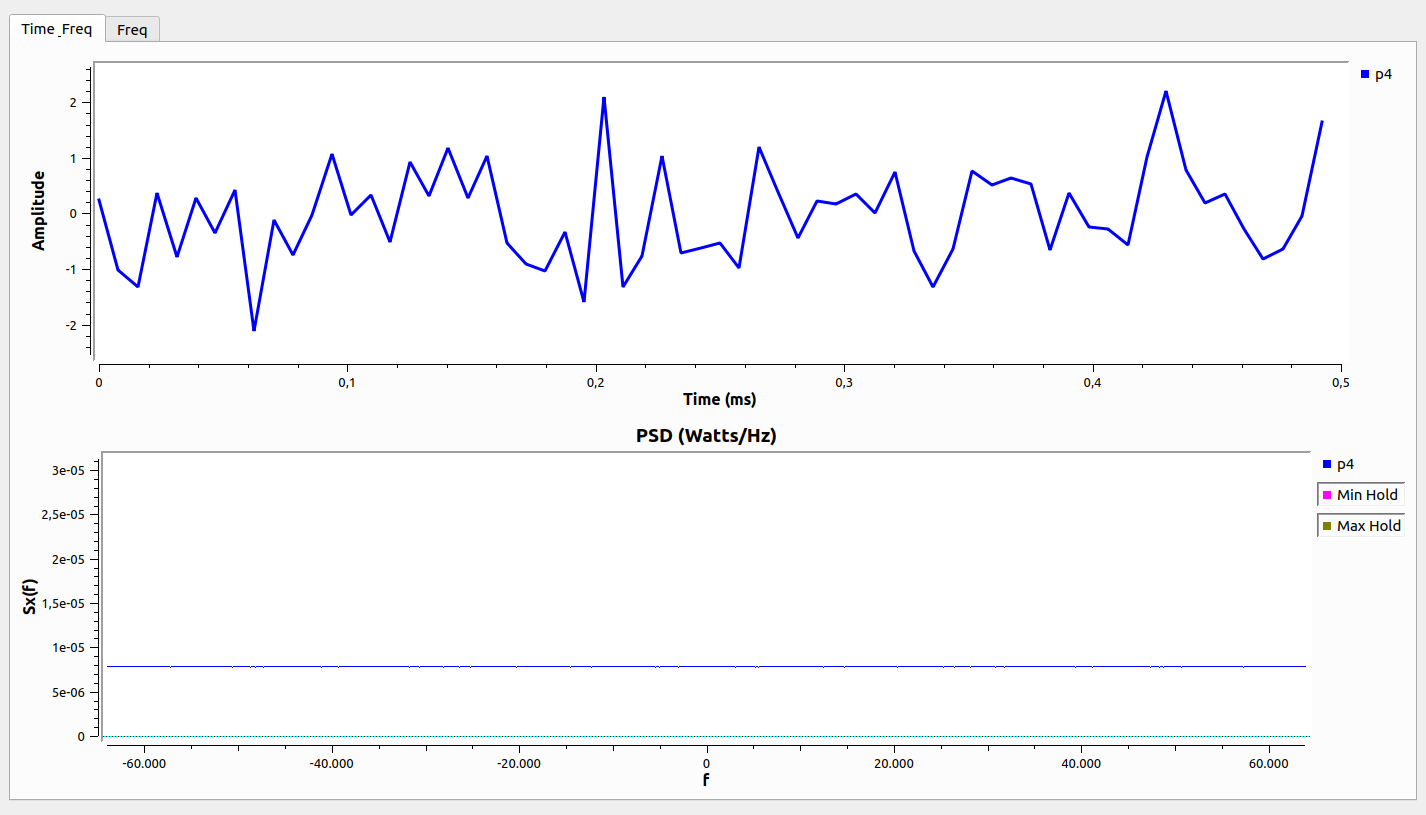 Time_Freq
Freq
p4
Amplitude
2
1
0
-1
-2
0
0,1
0,2
0,3
0,4
0,5
Time (ms)
PSD (Watts/Hz)
p4
Min Hold
Max Hold
Sx(f)
3e-05
2,5e-05
2e-05
1,5e-05
1e-05
5e-06
0
-60.000
-40.000
-20.000
0
20.000
40.000
60.000
f